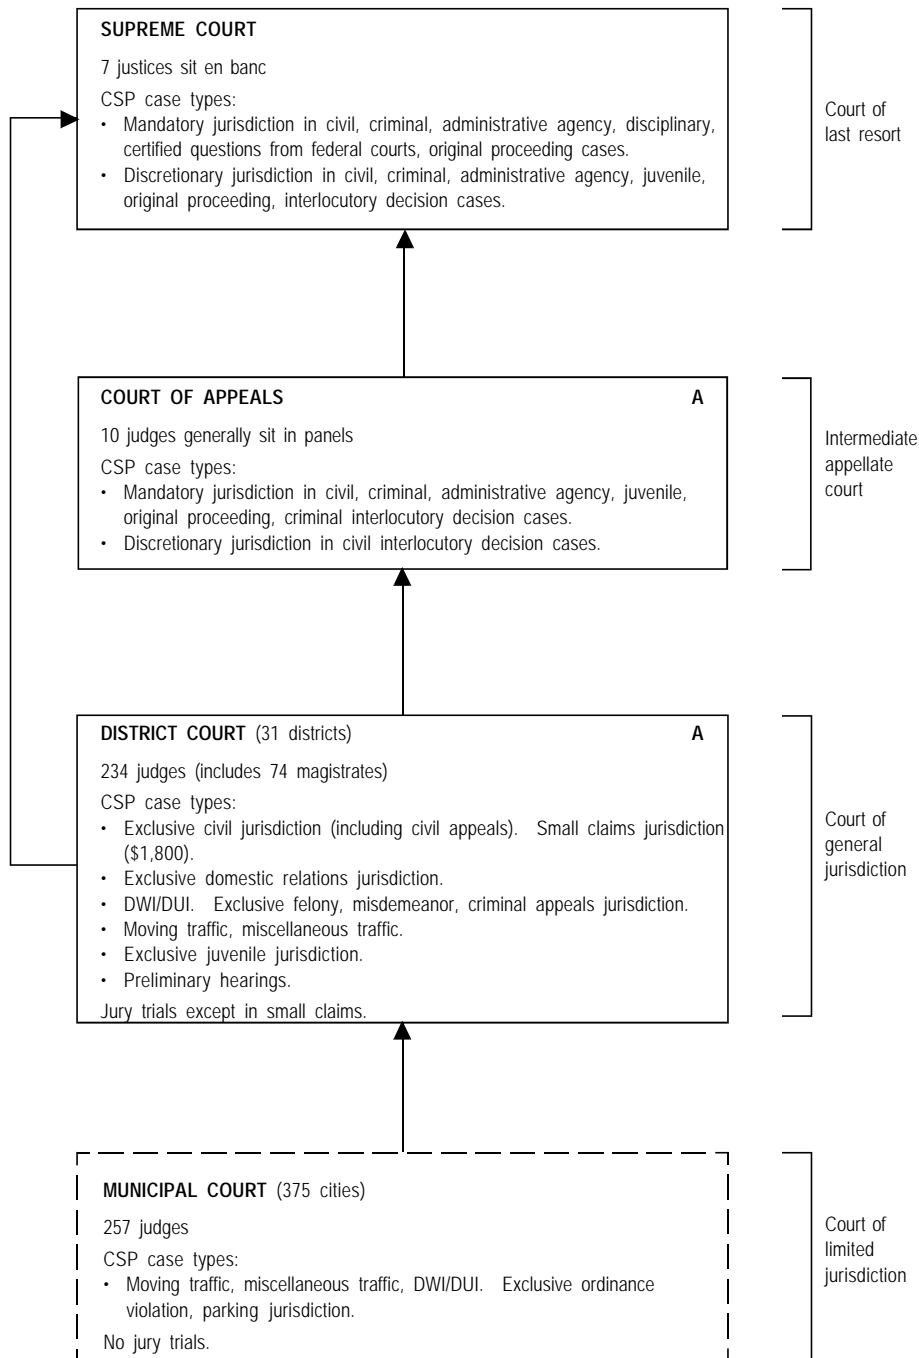 SUPREME COURT
7 justices sit en banc
CSP case types:
• Mandatory jurisdiction in civil, criminal, administrative agency, disciplinary,
certified questions from federal courts, original proceeding cases.
• Discretionary jurisdiction in civil, criminal, administrative agency, juvenile,
original proceeding, interlocutory decision cases.
Court of
last resort
COURT OF APPEALS A
10 judges generally sit in panels
CSP case types:
• Mandatory jurisdiction in civil, criminal, administrative agency, juvenile,
original proceeding, criminal interlocutory decision cases.
• Discretionary jurisdiction in civil interlocutory decision cases.
Intermediate
appellate
court
DISTRICT COURT (31 districts) A
234 judges (includes 74 magistrates)
CSP case types:
• Exclusive civil jurisdiction (including civil appeals). Small claims jurisdiction
($1,800).
• Exclusive domestic relations jurisdiction.
• DWI/DUI. Exclusive felony, misdemeanor, criminal appeals jurisdiction.
• Moving traffic, miscellaneous traffic.
• Exclusive juvenile jurisdiction.
• Preliminary hearings.
Jury trials except in small claims.
Court of
general
jurisdiction
MUNICIPAL COURT (375 cities)
257 judges
CSP case types:
• Moving traffic, miscellaneous traffic, DWI/DUI. Exclusive ordinance
violation, parking jurisdiction.
No jury trials.
Court of
limited
jurisdiction